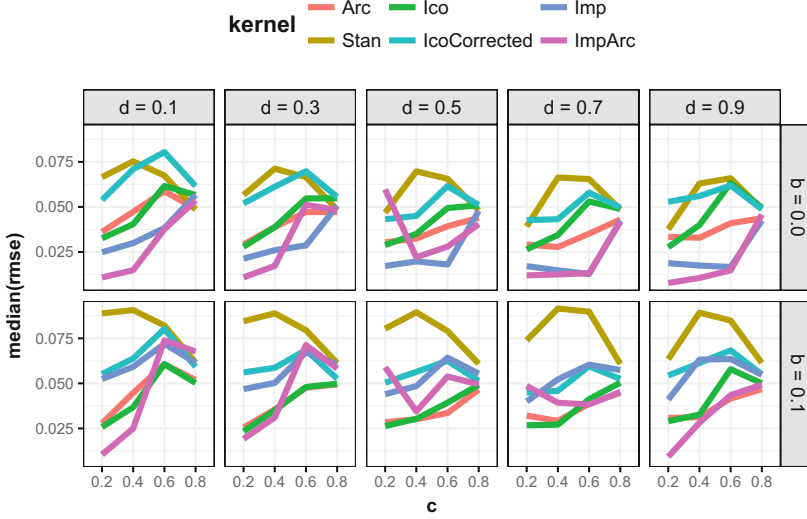 kernel
Arc Ico Imp
Stan IcoCorrected ImpArc
d = 0.1 d = 0.3 d = 0.5 d = 0.7 d = 0.9
median(rmse)
0.075
0.050
0.025
b = 0.0
0.075
0.050
0.025
b = 0.1
0.2 0.4 0.6 0.8 0.2 0.4 0.6 0.8 0.2 0.4 0.6 0.8 0.2 0.4 0.6 0.8 0.2 0.4 0.6 0.8
c